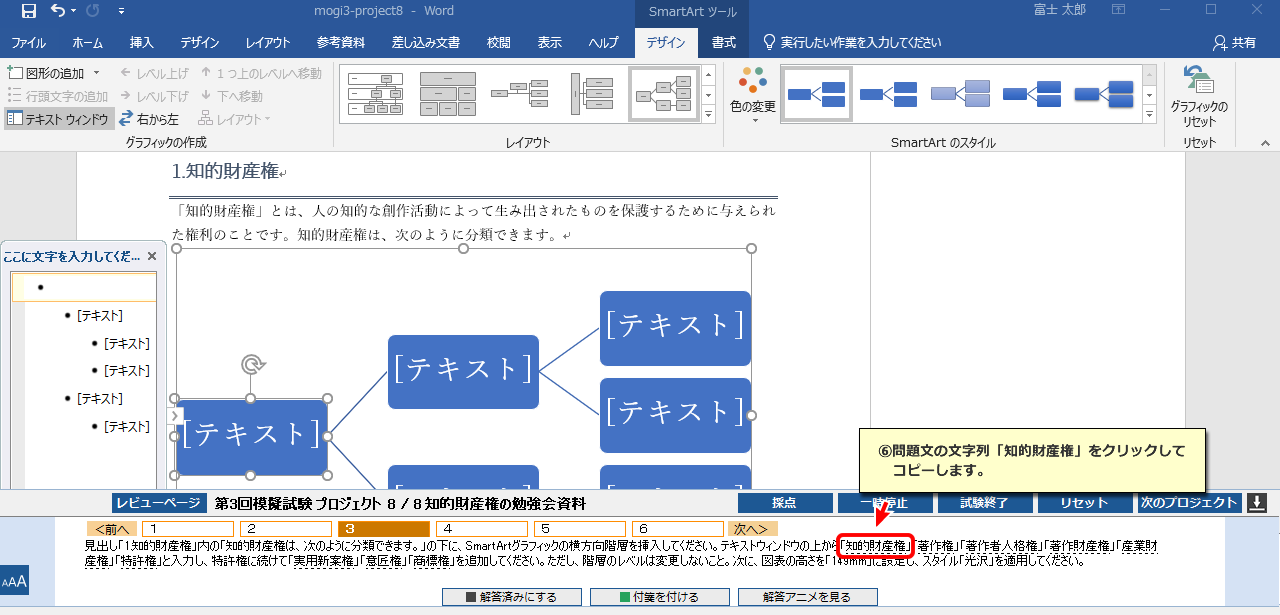 mogi3-project8 - Word
SmartArt ツール
富士 太郎
ファイル ホーム 挿入 デザイン レイアウト 参考資料 差し込み文書 校閲 表示 ヘルプ デザイン 書式 実行したい作業を入力してください 共有
図形の追加 レベル上げ 1 つ上のレベルへ移動
行頭文字の追加 レベル下げ 下へ移動
テキスト ウィンドウ 右から左 レイアウト
色の変更
グラフィックの
リセット
グラフィックの作成 レイアウト SmartArt のスタイル リセット
1.知的財産権
「知的財産権」とは、人の知的な創作活動によって生み出されたものを保護するために与えられ
た権利のことです。知的財産権は、次のように分類できます。
ここに文字を入力してくだ...
[テキスト]
[テキスト]
[テキスト]
[テキスト]
[テキスト]
[テキスト]
[テキスト]
[テキスト]
[テキスト]
⑥問題文の文字列「知的財産権」をクリックして
コピーします。
レビューページ 第3回模擬試験 プロジェクト 8 / 8 知的財産権の勉強会資料 採点 一時停止 試験終了 リセット 次のプロジェクト
<前へ 1 2 3 4 5 6 次へ>
見出し「1.知的財産権」内の「知的財産権は、次のように分類できます。」の下に、SmartArtグラフィックの横方向階層を挿入してください。テキストウィンドウの上から「知的財産権」「著作権」「著作者人格権」「著作財産権」「産業財
産権」「特許権」と入力し、特許権に続けて「実用新案権」「意匠権」「商標権」を追加してください。ただし、階層のレベルは変更しないこと。次に、図表の高さを「149mm」に設定し、スタイル「光沢」を適用してください。
AAA
解答済みにする 付箋を付ける 解答アニメを見る